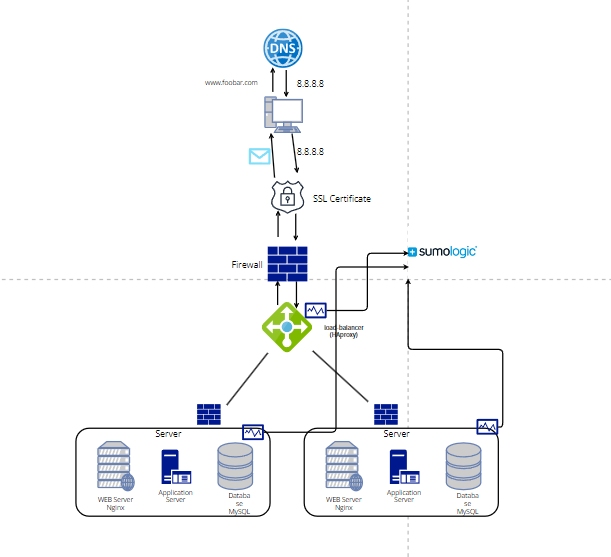 DNS
www.foobar.com
8.8.8.8
8.8.8.8
SSL Certificate
sumologic
Firewall
load-balancer
(HAproxy)
Server
Server
WEB Server
Nginx
Application
Server
Databa
se
MySQL
WEB Server
Nginx
Application
Server
Databa
se
MySQL